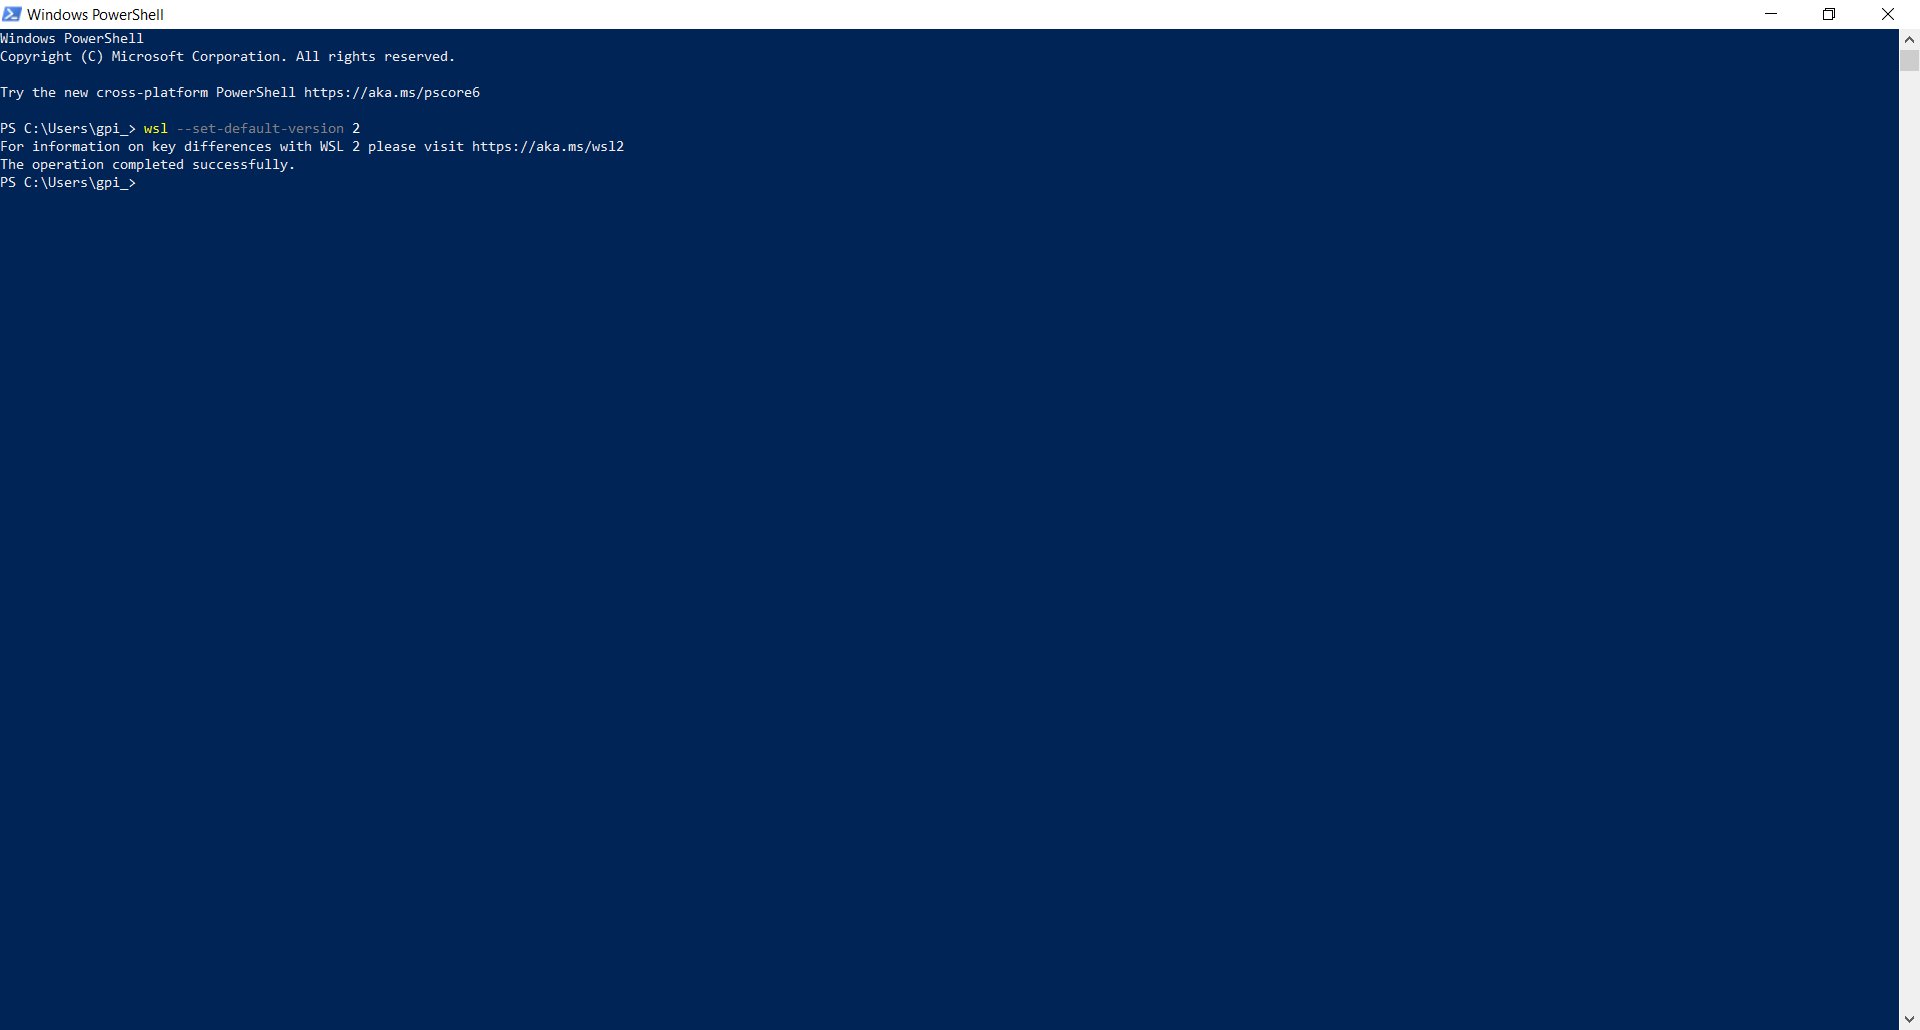 Windows PowerShell
Windows PowerShell
Copyright (C) Microsoft Corporation. All rights reserved.
Try the new cross-platform PowerShell https://aka.ms/pscore6
PS C:\Users\gpi_> wsl --set-default-version 2
For information on key differences with WSL 2 please visit https://aka.ms/wsl2
The operation completed successfully.
PS C:\Users\gpi_>